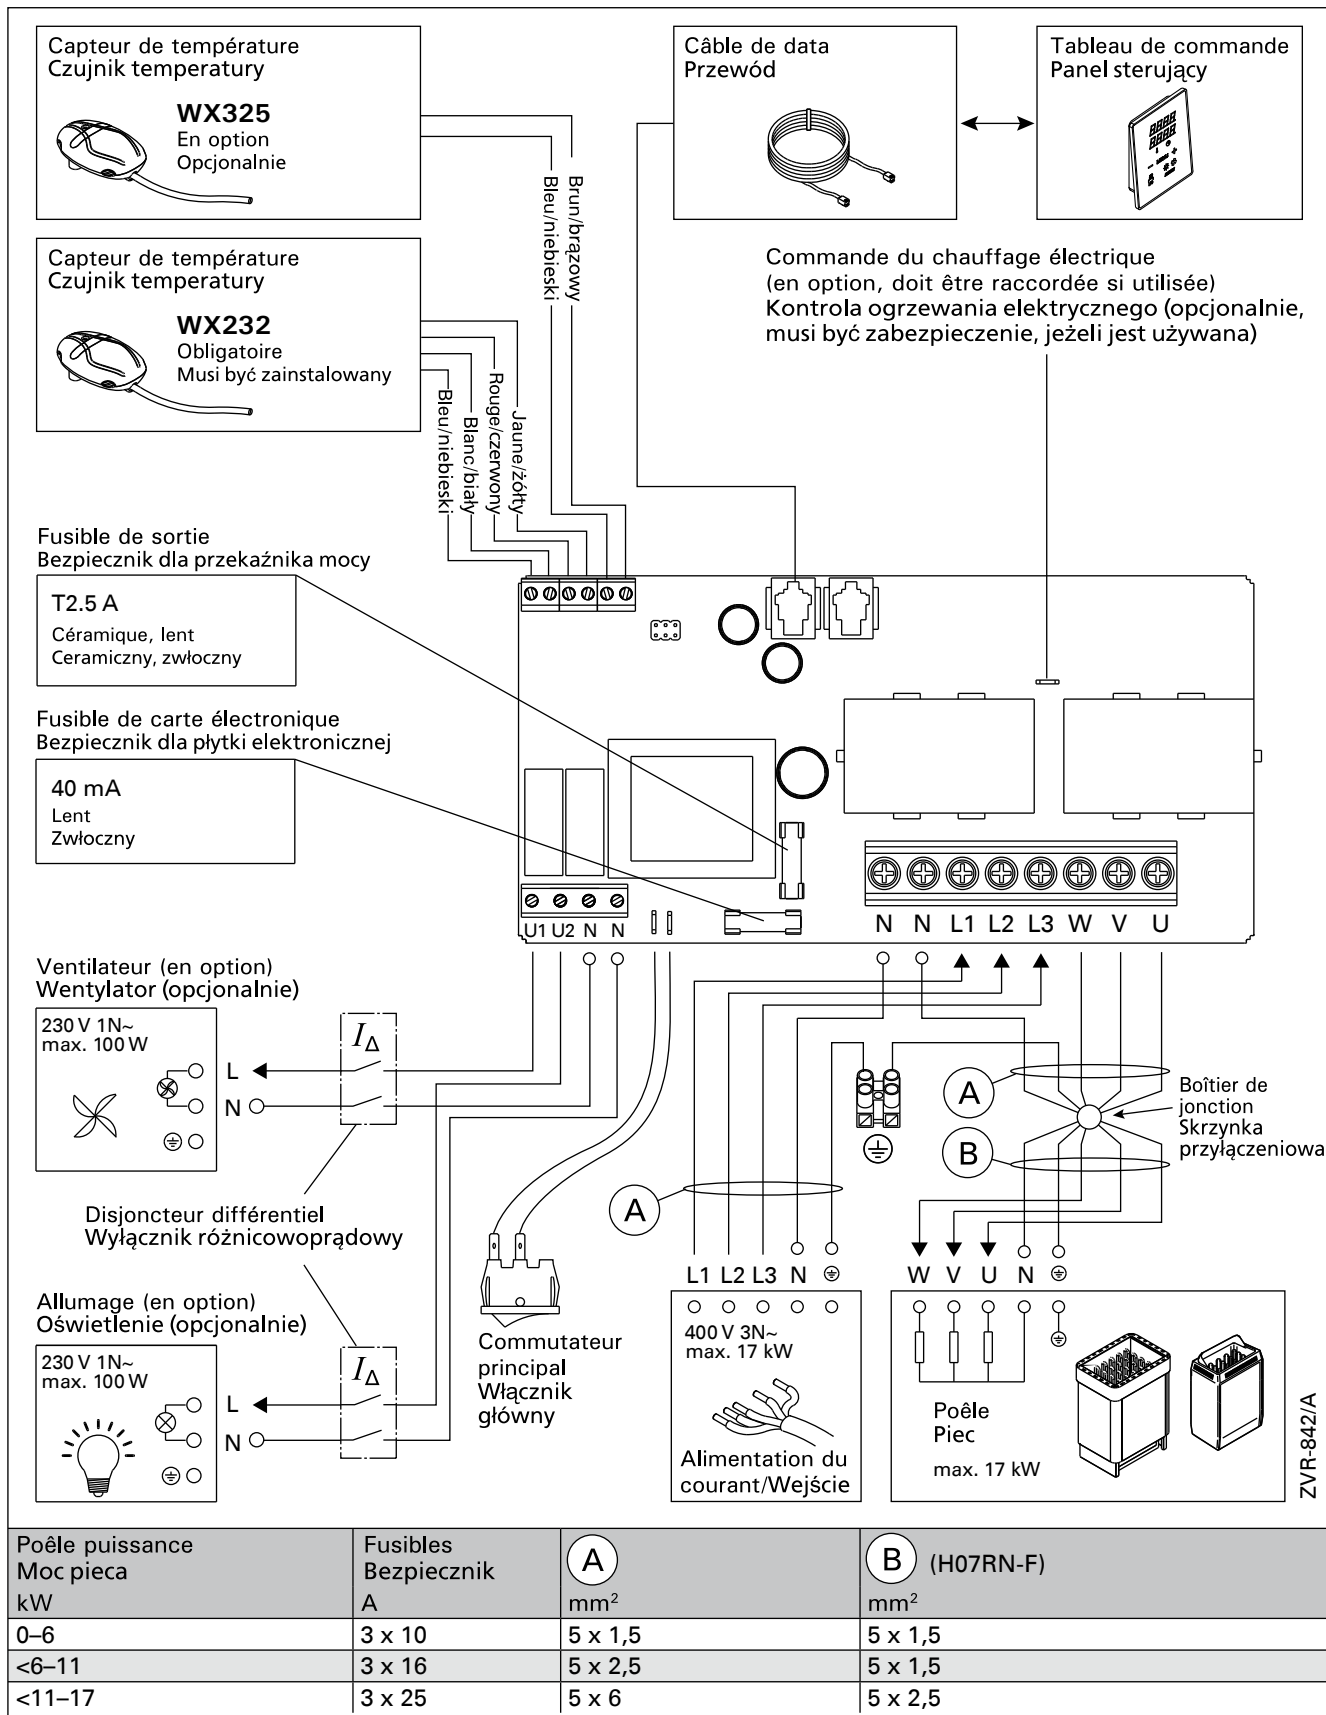 Capteur de température
Czujnik temperatury
WX325
En option
Opcjonalnie
Câble de data
Przewód
Tableau de commande
Panel sterujący
Brun/brązowy
Bleu/niebieski
Capteur de température
Czujnik temperatury
WX232
Obligatoire
Musi być zainstalowany
Commande du chauffage électrique
(en option, doit être raccordée si utilisée)
Kontrola ogrzewania elektrycznego (opcjonalnie,
musi być zabezpieczenie, jeżeli jest używana)
Jaune/żółty
Rouge/czerwony
Blanc/biały
Bleu/niebieski
Fusible de sortie
Bezpiecznik dla przekaźnika mocy
T2.5 A
Céramique, lent
Ceramiczny, zwłoczny
Fusible de carte électronique
Bezpiecznik dla płytki elektronicznej
40 mA
Lent
Zwłoczny
U1 U2 N N
N N L1 L2 L3 W V U
Ventilateur (en option)
Wentylator (opcjonalnie)
230 V 1N~
max. 100 W
L
N
I∆
A
B
Boîtier de
jonction
Skrzynka
przyłączeniowa
A
Disjoncteur différentiel
Wyłącznik różnicowoprądowy
L1 L2 L3 N
W V U N
Allumage (en option)
Oświetlenie (opcjonalnie)
230 V 1N~
max. 100 W
L
N
I∆
Commutateur
principal
Włącznik
główny
400 V 3N~
max. 17 kW
Alimentation du
courant/Wejście
Poêle
Piec
max. 17 kW
ZVR-842/A
Poêle puissance Fusibles A B (H07RN-F)
Moc pieca Bezpiecznik
kW A mm² mm²
0–6 3 x 10 5 x 1,5 5 x 1,5
<6–11 3 x 16 5 x 2,5 5 x 1,5
<11–17 3 x 25 5 x 6 5 x 2,5